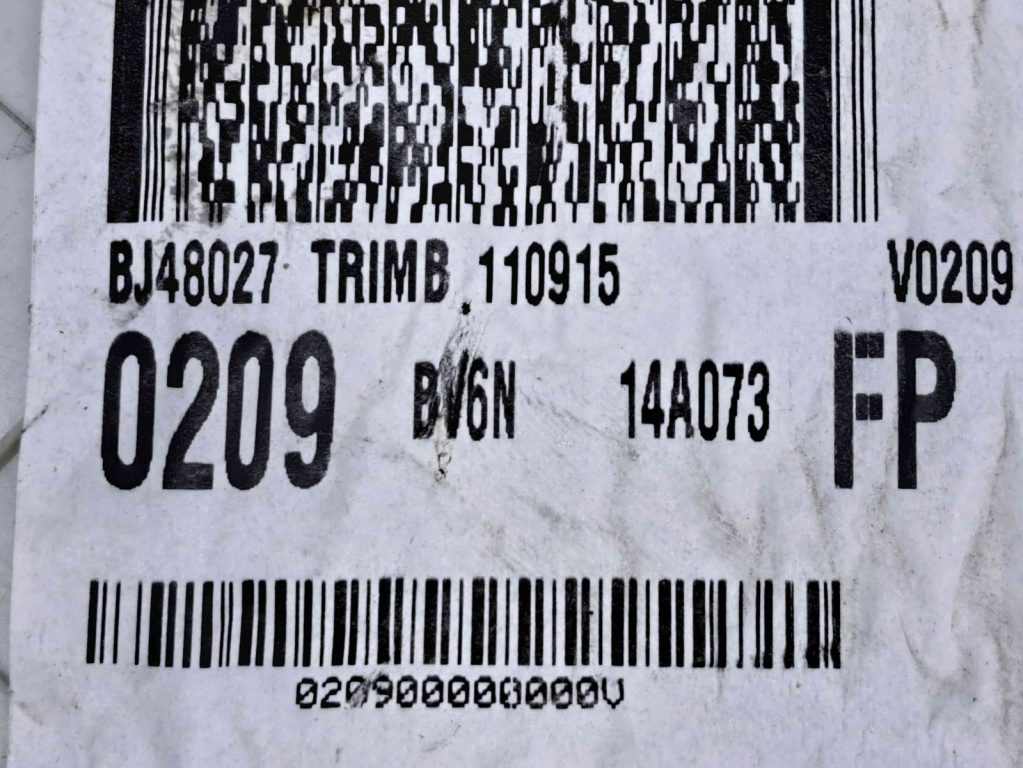 BJ48027 TRIMB 110915 V0209
0209 BV6N 14A073 FP
0209000000000V